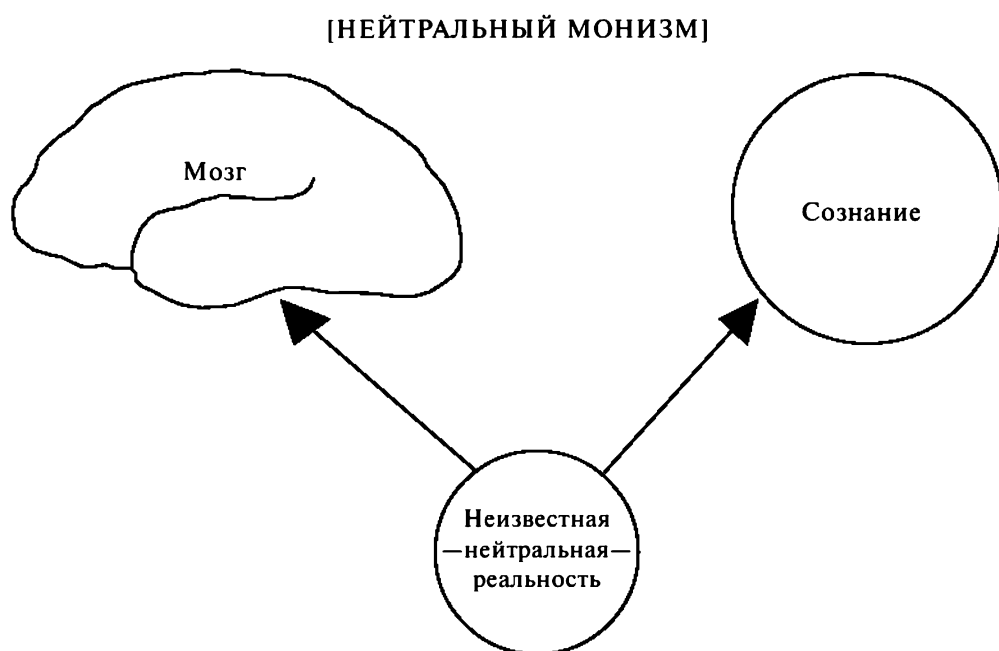 [НЕЙТРАЛЬНЫЙ МОНИЗМ]
Мозг
Сознание
Неизвестная
—нейтральная—
реальность